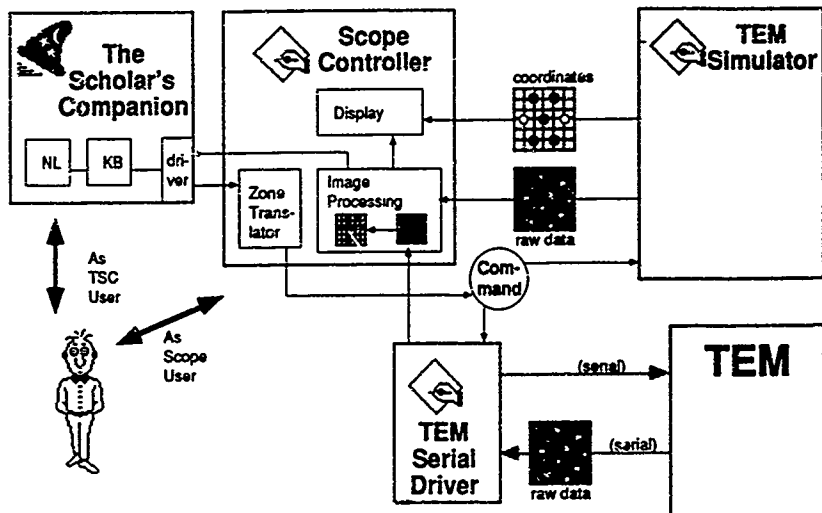 The
Scholar's
Companion
NL
KB
dri-
ver
Scope
Controller
Display
Zone
Trans-
lator
Image
Processing
coordinates
raw data
TEM
Simulator
Com-
mand
As
TSC
User
As
Scope
User
TEM
Serial
Driver
(serial)
raw data
(serial)
TEM